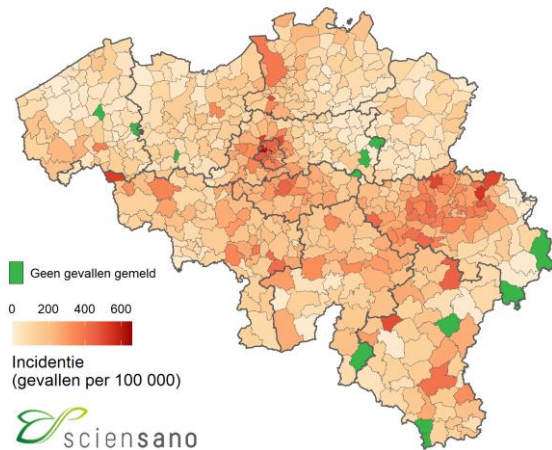 Geen gevallen gemeld
0 200 400 600
Incidentie
(gevallen per 100 000)
sciensano